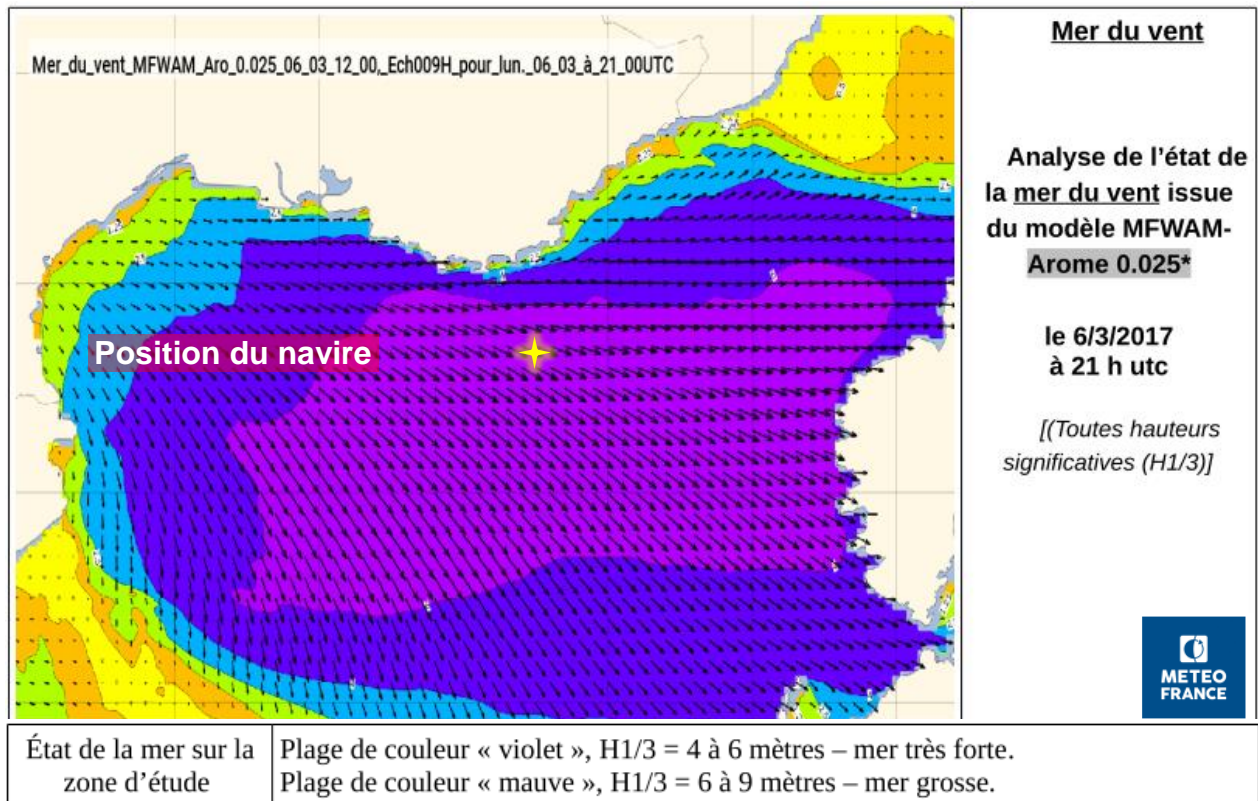 Mer_du_vent_MFWAM_Aro_0.025_06_03_12_00,_Ech009H_pour_lun._06_03_à_21_00UTC
Position du navire
Mer du vent
Analyse de l'état de
la mer du vent issue
du modèle MFWAM-
Arome 0.025*
le 6/3/2017
à 21 h utc
[(Toutes hauteurs
significatives (H1/3)]
METEO
FRANCE
État de la mer sur la
zone d'étude
Plage de couleur « violet », H1/3 = 4 à 6 mètres – mer très forte.
Plage de couleur « mauve », H1/3 = 6 à 9 mètres – mer grosse.